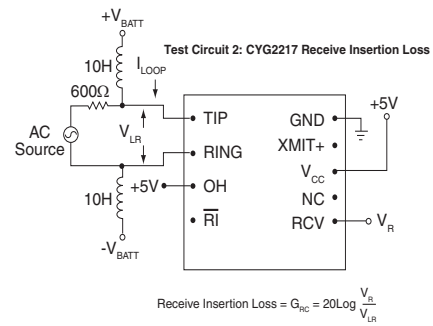 +V_BATT
Test Circuit 2: CYG2217 Receive Insertion Loss
10H
I_LOOP
600Ω
+5V
TIP
GND
AC
Source
V_LR
XMIT+
RING
V_CC
10H
+5V
OH
NC
RI
RCV
V_R
-V_BATT
Receive Insertion Loss = G_RC = 20Log V_R
V_LR